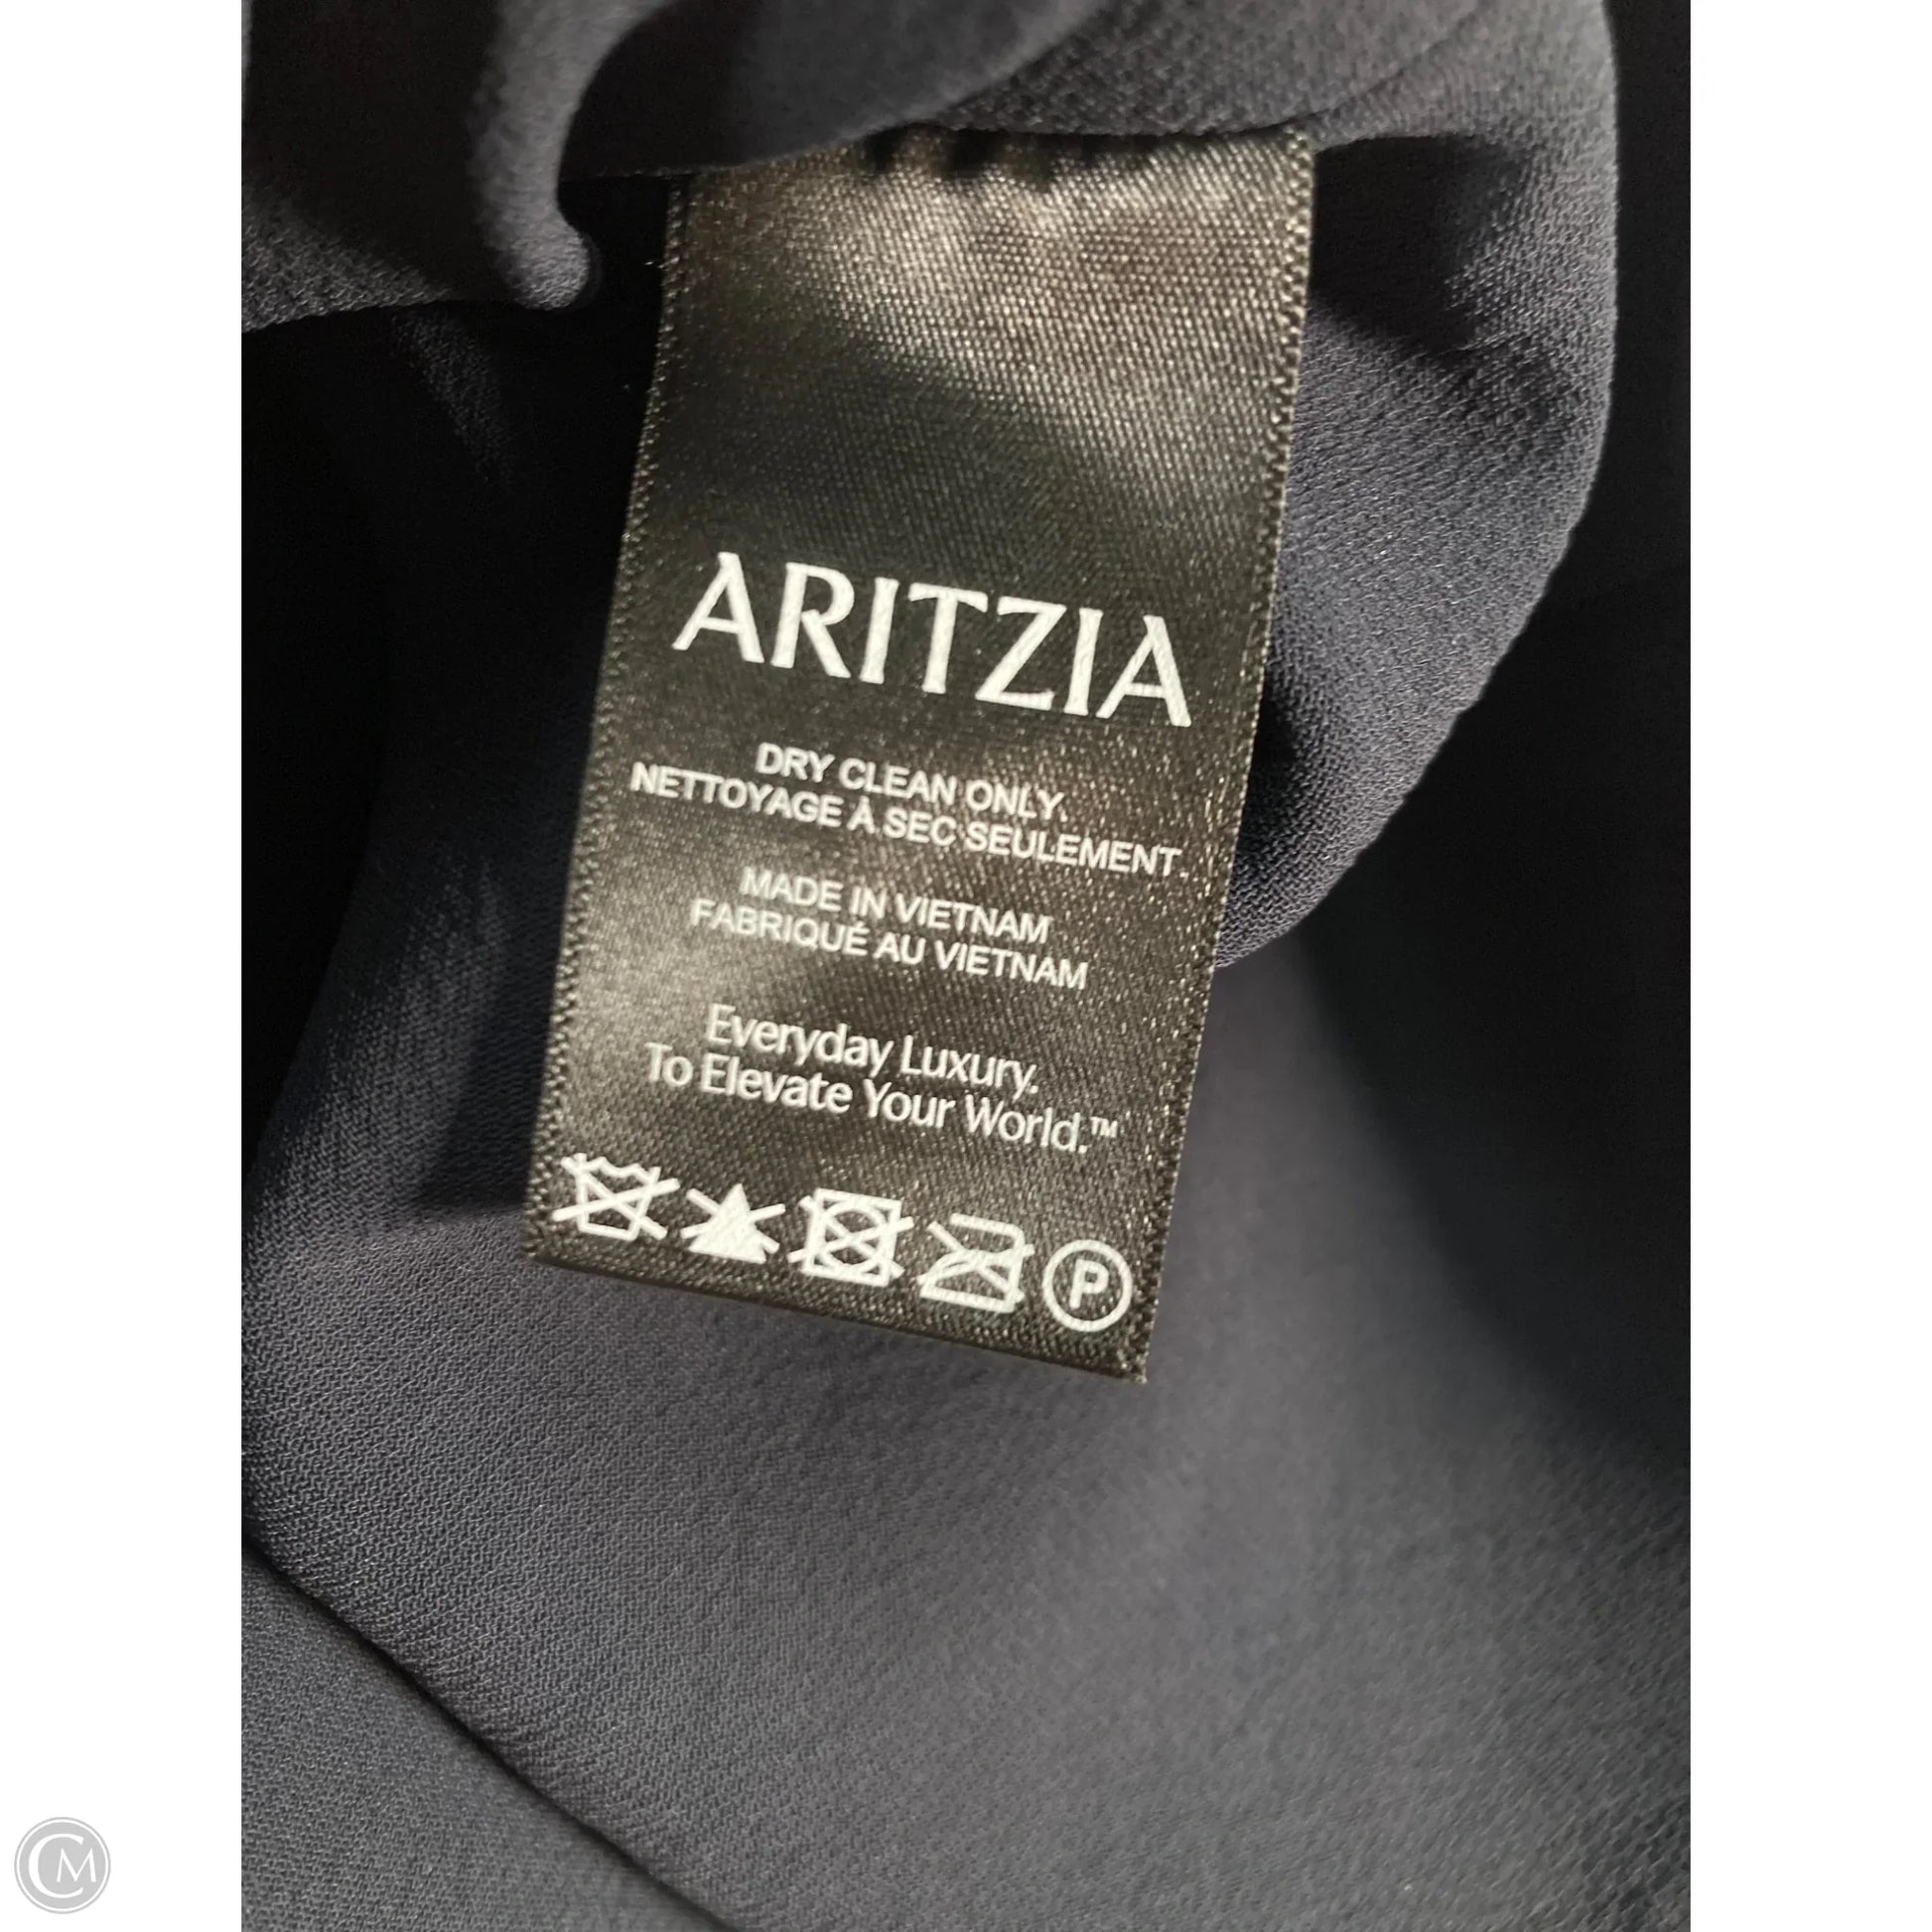 ARITZIA
DRY CLEAN ONLY.
NETTOYAGE À SEC SEULEMENT.
MADE IN VIETNAM
FABRIQUÉ AU VIETNAM
Everyday Luxury.
To Elevate Your World.™
P
CM